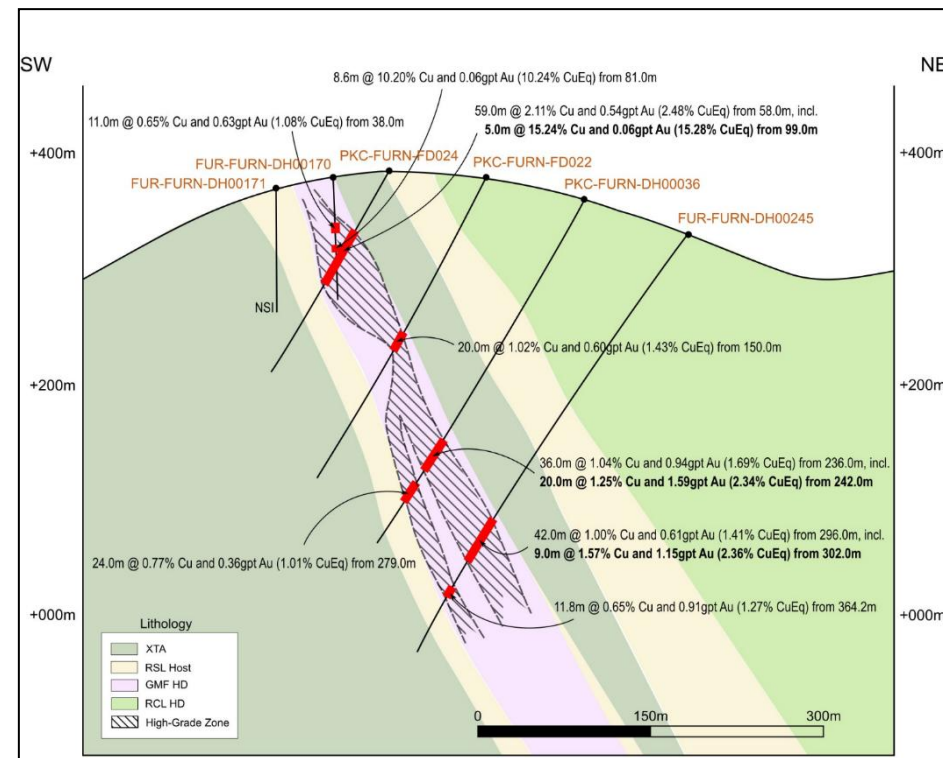 SW
NE
8.6m @ 10.20% Cu and 0.06gpt Au (10.24% CuEq) from 81.0m
59.0m @ 2.11% Cu and 0.54gpt Au (2.48% CuEq) from 58.0m, incl.
5.0m @ 15.24% Cu and 0.06gpt Au (15.28% CuEq) from 99.0m
11.0m @ 0.65% Cu and 0.63gpt Au (1.08% CuEq) from 38.0m
+400m
+400m
FUR-FURN-DH00170
PKC-FURN-FD024
PKC-FURN-FD022
FUR-FURN-DH00171
PKC-FURN-DH00036
FUR-FURN-DH00245
NSI
20.0m @ 1.02% Cu and 0.60gpt Au (1.43% CuEq) from 150.0m
+200m
+200m
36.0m @ 1.04% Cu and 0.94gpt Au (1.69% CuEq) from 236.0m, incl.
20.0m @ 1.25% Cu and 1.59gpt Au (2.34% CuEq) from 242.0m
42.0m @ 1.00% Cu and 0.61gpt Au (1.41% CuEq) from 296.0m, incl.
9.0m @ 1.57% Cu and 1.15gpt Au (2.36% CuEq) from 302.0m
24.0m @ 0.77% Cu and 0.36gpt Au (1.01% CuEq) from 279.0m
11.8m @ 0.65% Cu and 0.91gpt Au (1.27% CuEq) from 364.2m
+000m
+000m
Lithology
XTA
RSL Host
GMF HD
RCL HD
High-Grade Zone
0
150m
300m